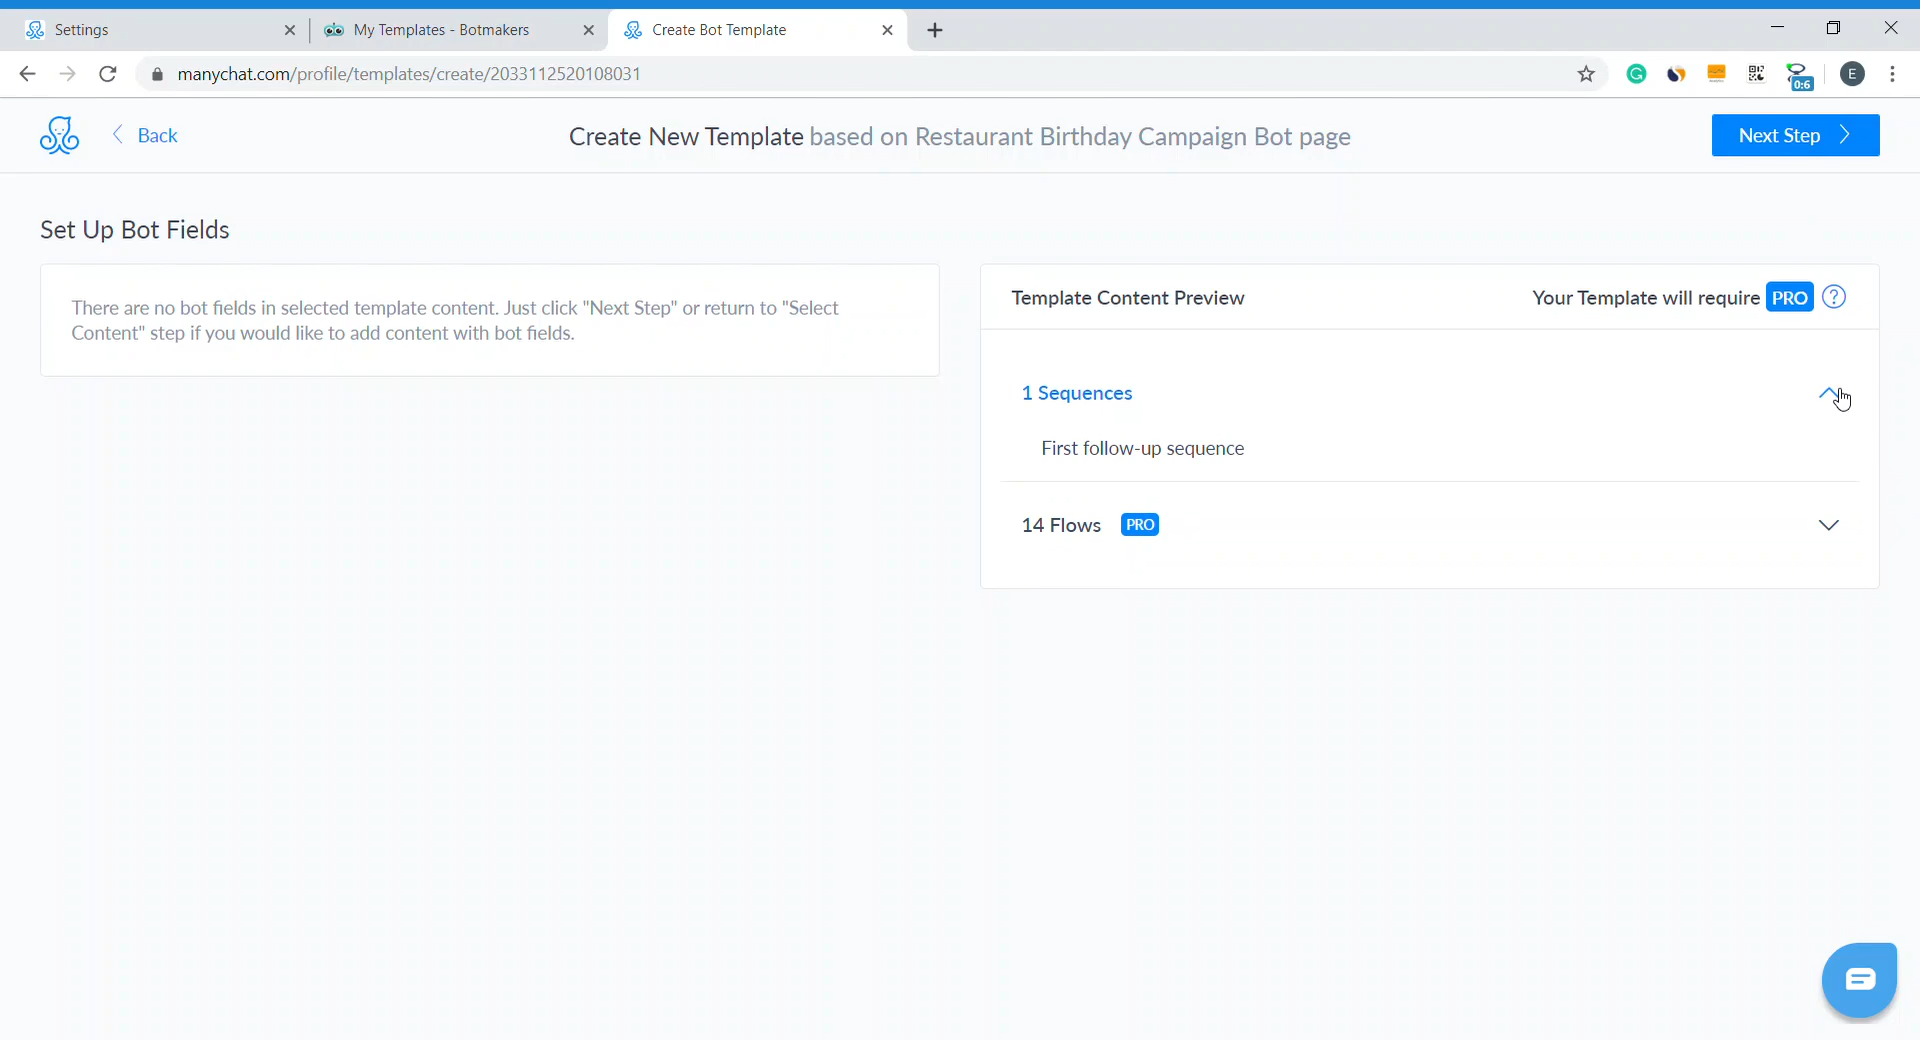 Settings
My Templates - Botmakers
Create Bot Template
manychat.com/profile/templates/create/2033112520108031
0:6
E
Back
Create New Template based on Restaurant Birthday Campaign Bot page
Next Step
Set Up Bot Fields
There are no bot fields in selected template content. Just click "Next Step" or return to "Select
Content" step if you would like to add content with bot fields.
Template Content Preview
Your Template will require PRO ?
1 Sequences
First follow-up sequence
14 Flows PRO